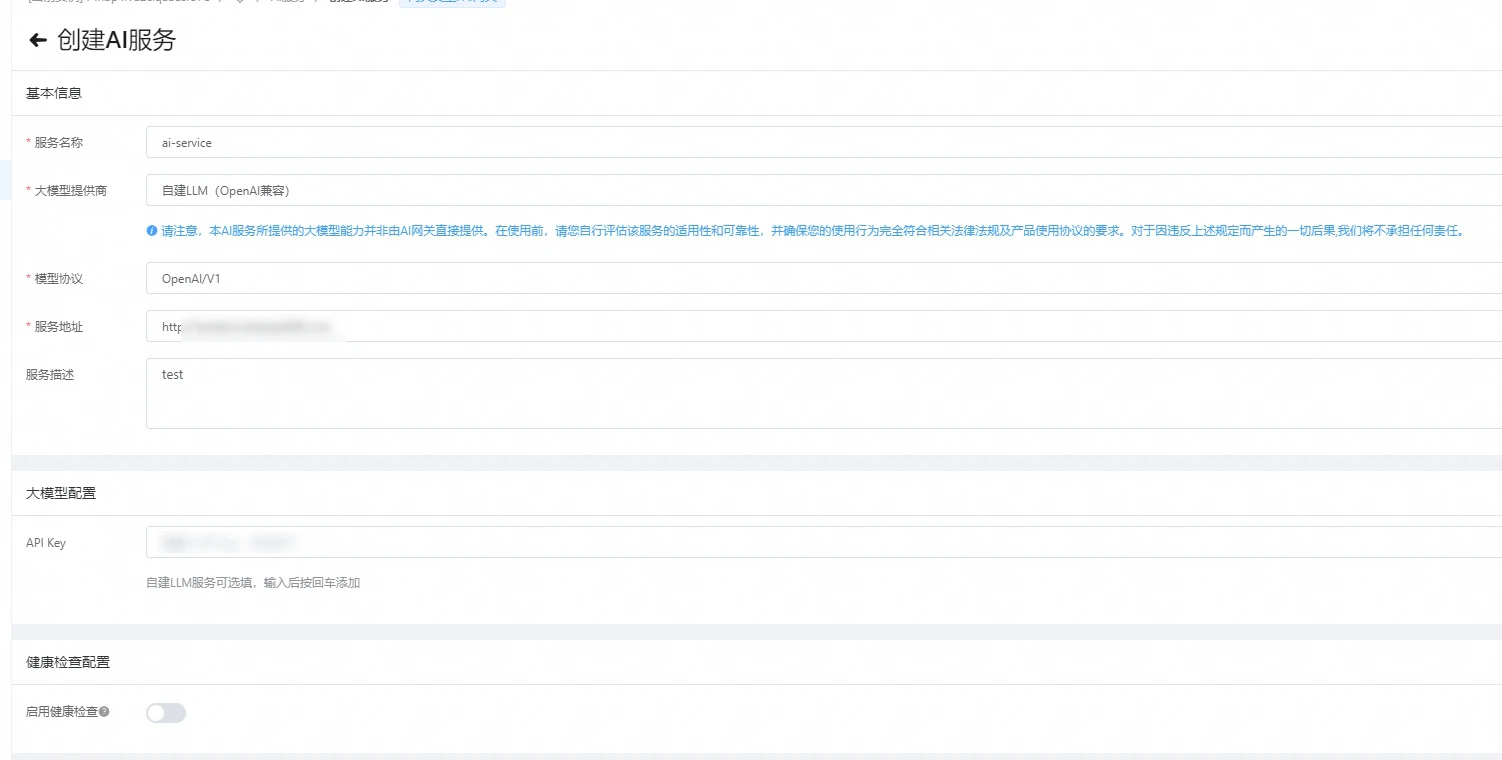 创建AI服务
基本信息
* 服务名称
ai-service
* 大模型提供商
自建LLM（OpenAI兼容）
请注意，本AI服务所提供的大模型能力并非由AI网关直接提供。在使用前，请您自行评估该服务的适用性和可靠性，并确保您的使用行为完全符合相关法律法规及产品使用协议的要求。对于因违反上述规定而产生的一切后果,我们将不承担任何责任。
* 模型协议
OpenAI/V1
* 服务地址
http
服务描述
test
大模型配置
API Key
自建LLM服务可选填，输入后按回车添加
健康检查配置
启用健康检查